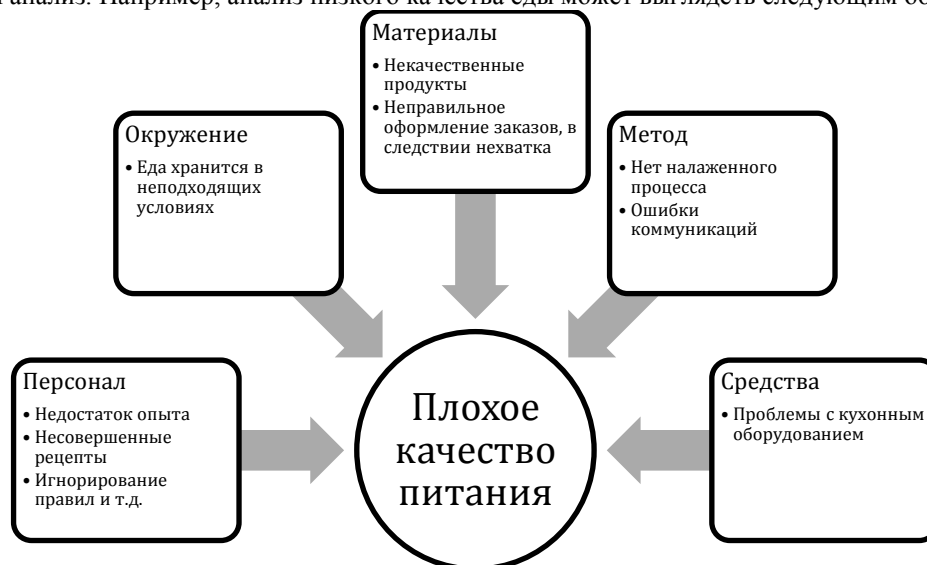 анализ. Например, анализ низкого качества еды может выглядеть следующим
Материалы
• Некачественные
продукты
• Неправильное
оформление заказов, в
следствии нехватка
Окружение
• Еда хранится в
неподходящих
условиях
Метод
• Нет налаженного
процесса
• Ошибки
коммуникаций
Персонал
• Недостаток опыта
• Несовершенные
рецепты
• Игнорирование
правил и т.д.
Плохое
качество
питания
Средства
• Проблемы с кухонным
оборудованием